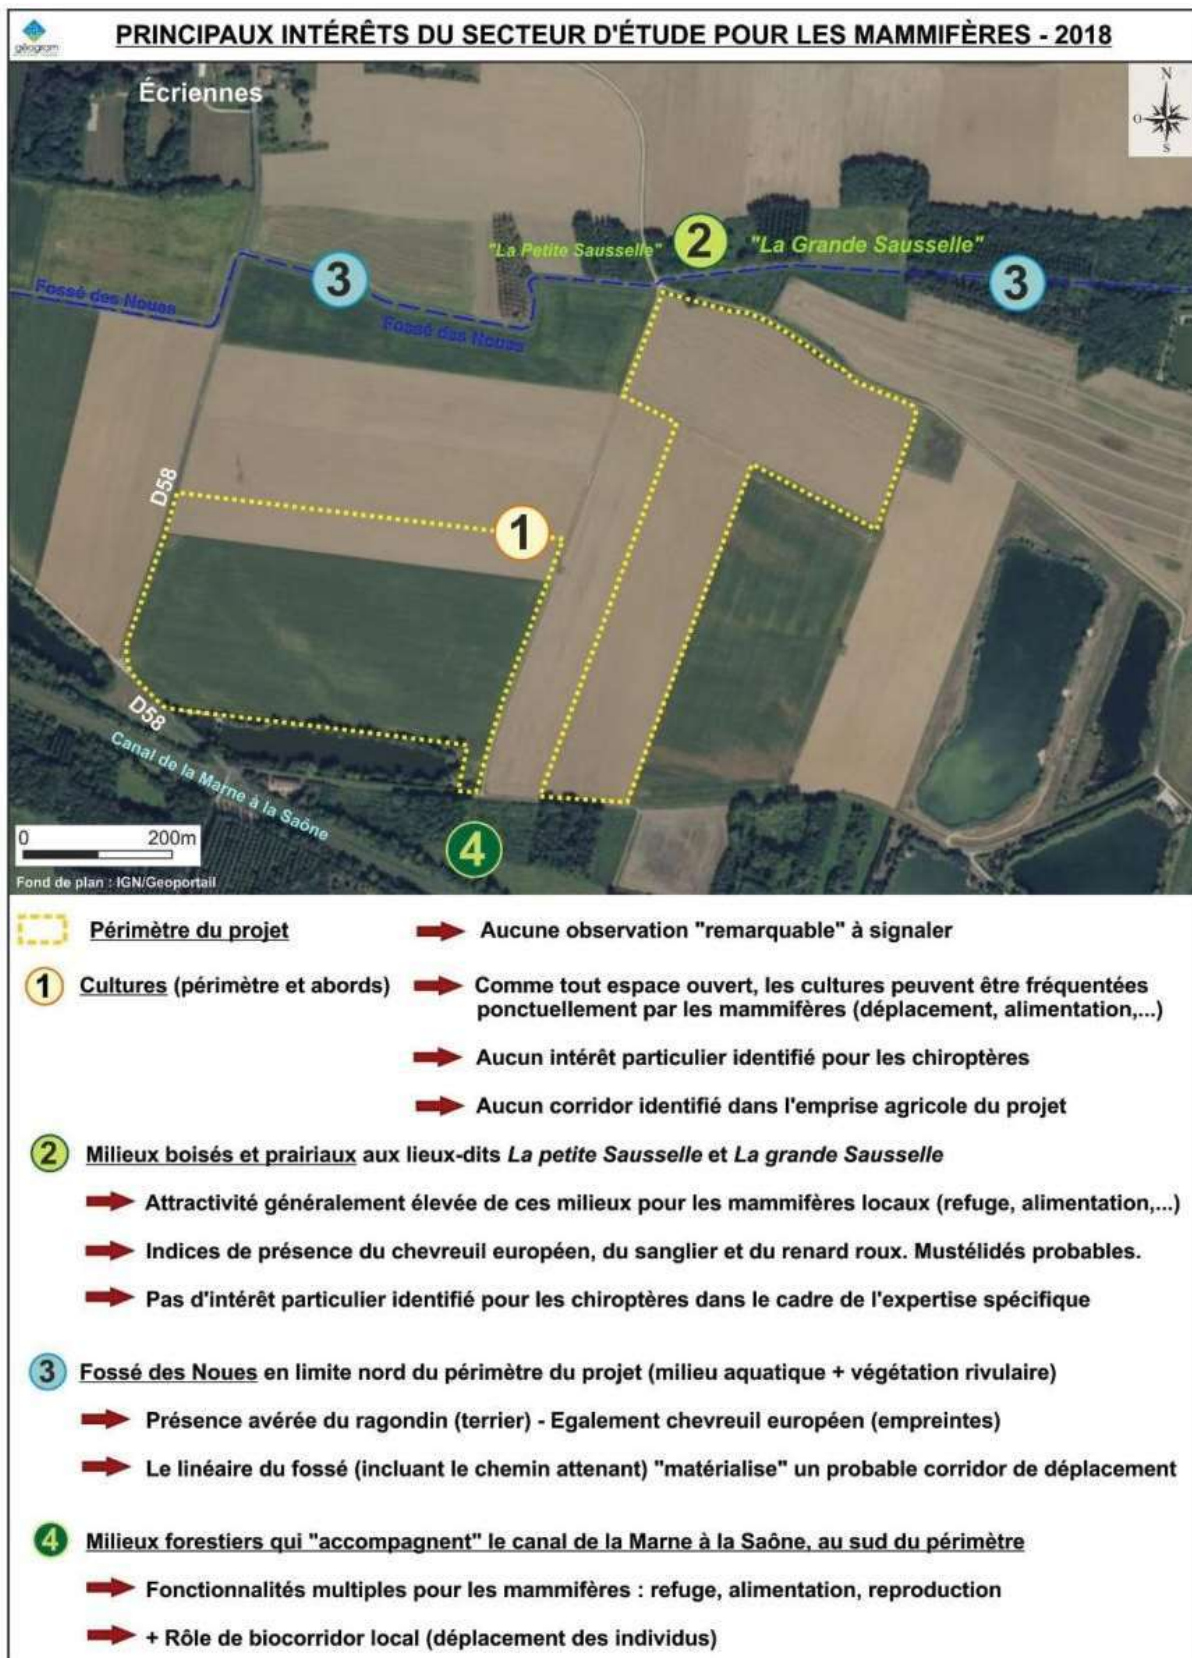 géogram
PRINCIPAUX INTÉRÊTS DU SECTEUR D'ÉTUDE POUR LES MAMMIFÈRES - 2018
Écriennes
N
O
S
"La Petite Sausselle"
2
"La Grande Sausselle"
3
3
Fossé des Noues
Fossé des Noues
D58
1
D58
Canal de la Marne à la Saône
4
0 200m
Fond de plan : IGN/Geoportail
Périmètre du projet
Aucune observation "remarquable" à signaler
1 Cultures (périmètre et abords)
Comme tout espace ouvert, les cultures peuvent être fréquentées
ponctuellement par les mammifères (déplacement, alimentation,...)
Aucun intérêt particulier identifié pour les chiroptères
Aucun corridor identifié dans l'emprise agricole du projet
2 Milieux boisés et prairiaux aux lieux-dits La petite Sausselle et La grande Sausselle
Attractivité généralement élevée de ces milieux pour les mammifères locaux (refuge, alimentation,...)
Indices de présence du chevreuil européen, du sanglier et du renard roux. Mustélidés probables.
Pas d'intérêt particulier identifié pour les chiroptères dans le cadre de l'expertise spécifique
3 Fossé des Noues en limite nord du périmètre du projet (milieu aquatique + végétation rivulaire)
Présence avérée du ragondin (terrier) - Egalement chevreuil européen (empreintes)
Le linéaire du fossé (incluant le chemin attenant) "matérialise" un probable corridor de déplacement
4 Milieux forestiers qui "accompagnent" le canal de la Marne à la Saône, au sud du périmètre
Fonctionnalités multiples pour les mammifères : refuge, alimentation, reproduction
+ Rôle de biocorridor local (déplacement des individus)